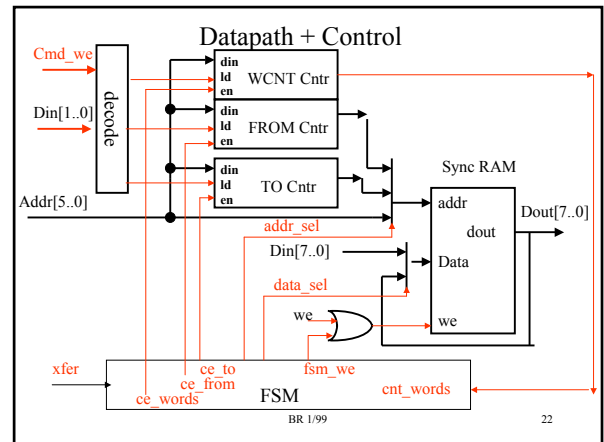 Datapath + Control
Cmd_we
Din[1..0]
decode
din
ld
en
WCNT Cntr
din
ld
en
FROM Cntr
din
ld
en
TO Cntr
Addr[5..0]
Sync RAM
addr
dout
Data
we
Dout[7..0]
addr_sel
Din[7..0]
data_sel
we
xfer
ce_to
ce_from
ce_words
fsm_we
cnt_words
FSM
BR 1/99
22